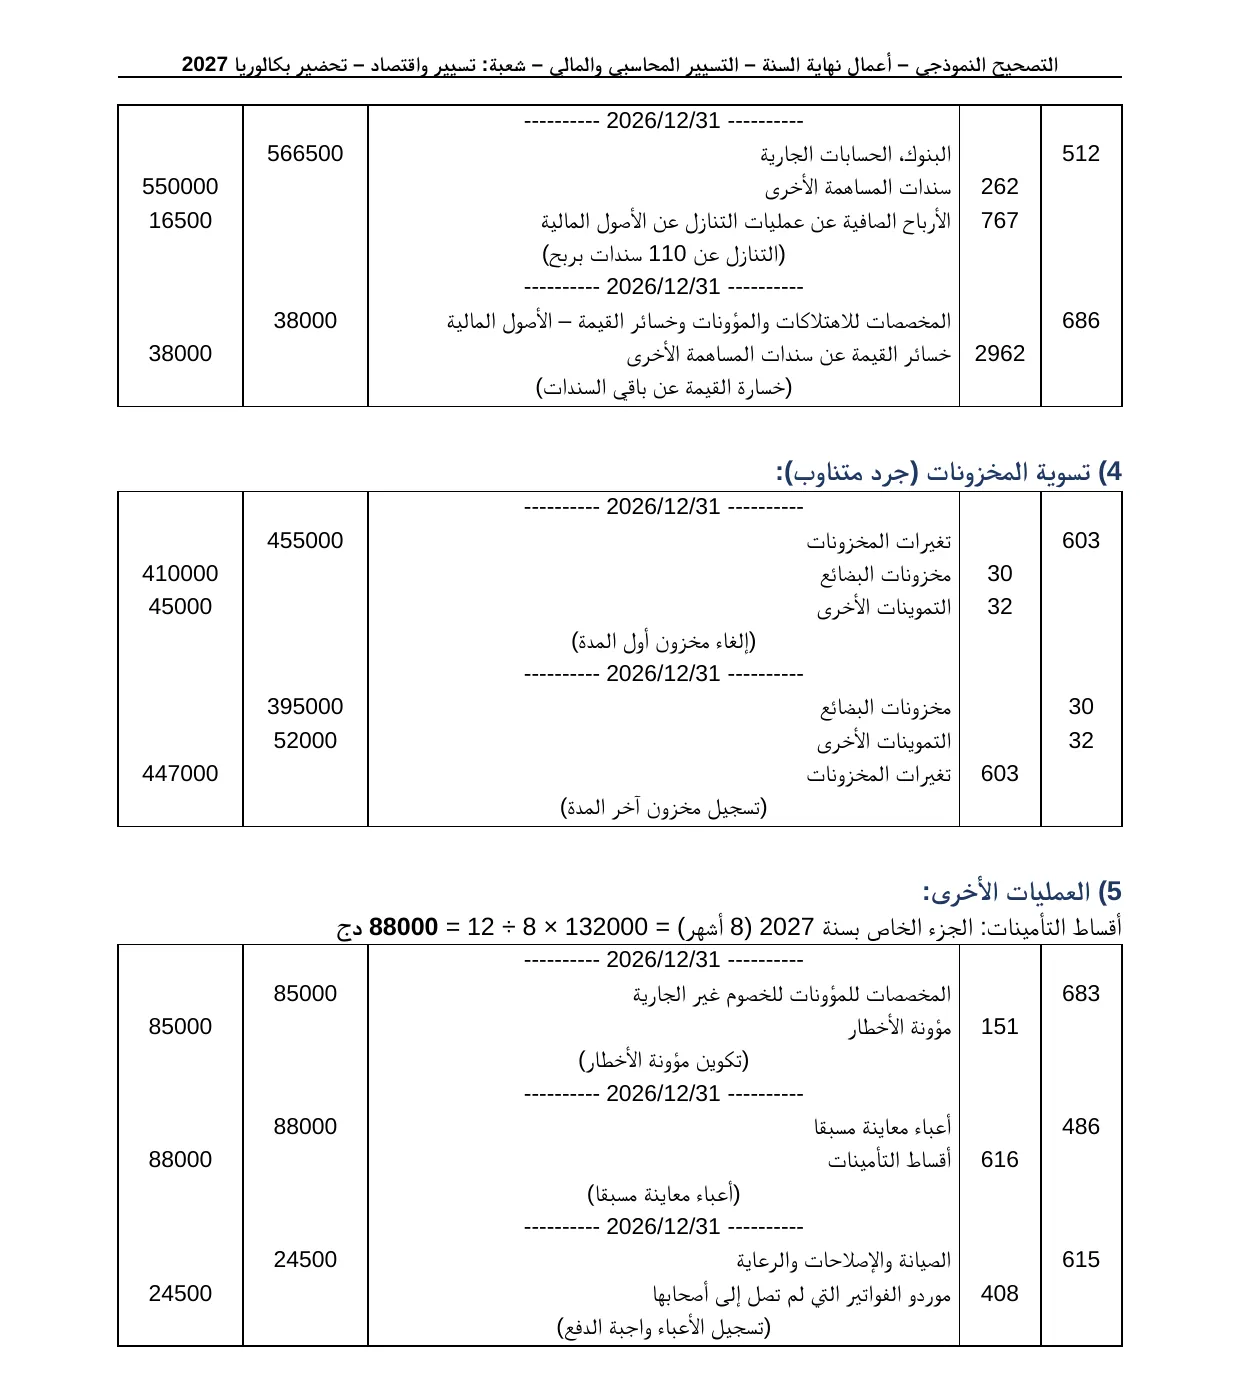 التصحيح النموذجي – أعمال نهاية السنة – التسيير المحاسبي والمالي – شعبة: تسيير واقتصاد – تحضير بكالوريا 2027
---------- 2026/12/31 ----------
512 البنوك، الحسابات الجارية 566500
262 سندات المساهمة الأخرى 550000
767 الأرباح الصافية عن عمليات التنازل عن الأصول المالية 16500
(التنازل عن 110 سندات بربح)
---------- 2026/12/31 ----------
686 المخصصات للاهتلاكات والمؤونات وخسائر القيمة – الأصول المالية 38000
2962 خسائر القيمة عن سندات المساهمة الأخرى 38000
(خسارة القيمة عن باقي السندات)
4) تسوية المخزونات (جرد متناوب):
---------- 2026/12/31 ----------
603 تغيرات المخزونات 455000
30 مخزونات البضائع 410000
32 التموينات الأخرى 45000
(إلغاء مخزون أول المدة)
---------- 2026/12/31 ----------
30 مخزونات البضائع 395000
32 التموينات الأخرى 52000
603 تغيرات المخزونات 447000
(تسجيل مخزون آخر المدة)
5) العمليات الأخرى:
أقساط التأمينات: الجزء الخاص بسنة 2027 (8 أشهر) = 132000 × 8 ÷ 12 = 88000 دج
---------- 2026/12/31 ----------
683 المخصصات للمؤونات للخصوم غير الجارية 85000
151 مؤونة الأخطار 85000
(تكوين مؤونة الأخطار)
---------- 2026/12/31 ----------
486 أعباء معاينة مسبقا 88000
616 أقساط التأمينات 88000
(أعباء معاينة مسبقا)
---------- 2026/12/31 ----------
615 الصيانة والإصلاحات والرعاية 24500
408 موردو الفواتير التي لم تصل إلى أصحابها 24500
(تسجيل الأعباء واجبة الدفع)